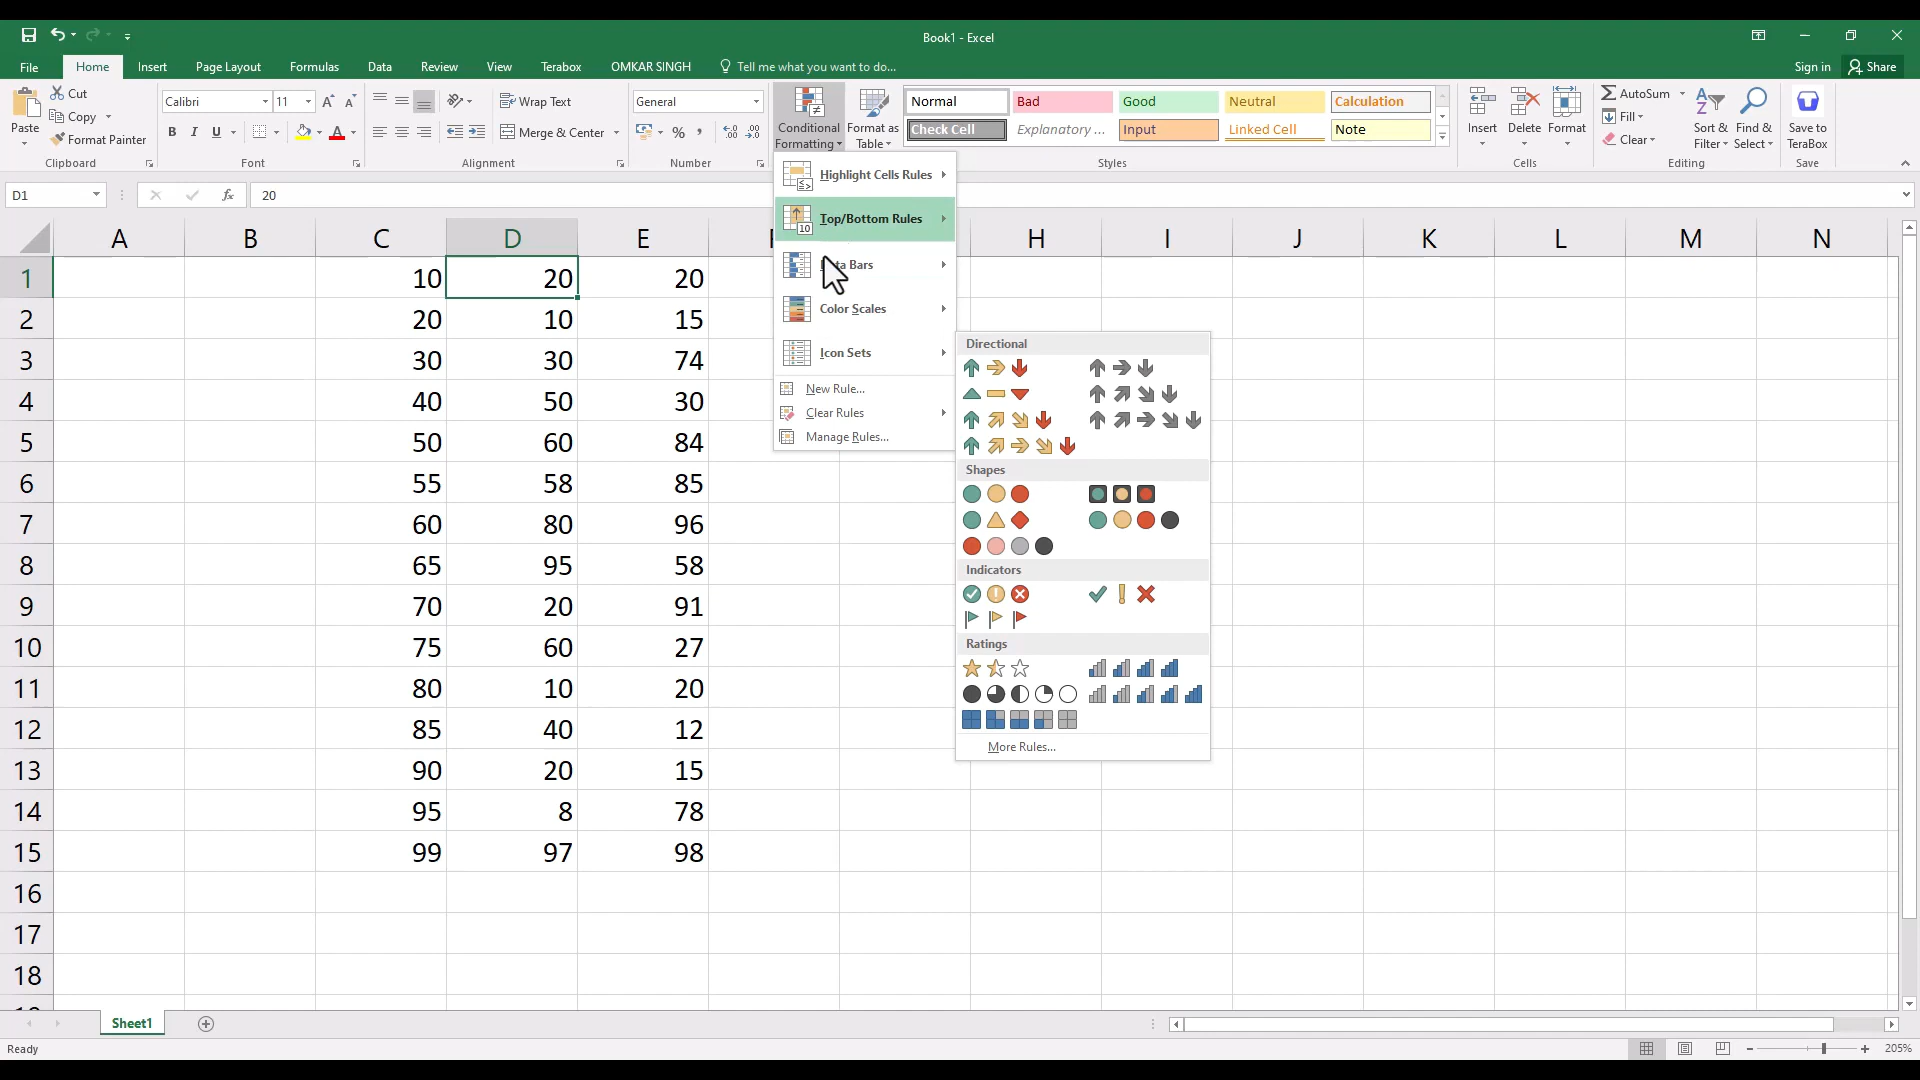 Book1 - Excel
File Home Insert Page Layout Formulas Data Review View Terabox OMKAR SINGH Tell me what you want to do... Sign in Share
Paste Cut Copy Format Painter Clipboard
Calibri 11 B I U A Font
Wrap Text Merge & Center Alignment
General % , Number
Conditional Formatting Format as Table
Normal Bad Good Neutral Calculation
Check Cell Explanatory ... Input Linked Cell Note
Styles
Insert Delete Format Cells
AutoSum Fill Clear Sort & Filter Find & Select Editing
Save to TeraBox Save
D1 fx 20
Highlight Cells Rules
Top/Bottom Rules
Bars
Color Scales
Icon Sets
New Rule...
Clear Rules
Manage Rules...
Directional
Shapes
Indicators
Ratings
More Rules...
A B C D E H I J K L M N
1 10 20 20
2 20 10 15
3 30 30 74
4 40 50 30
5 50 60 84
6 55 58 85
7 60 80 96
8 65 95 58
9 70 20 91
10 75 60 27
11 80 10 20
12 85 40 12
13 90 20 15
14 95 8 78
15 99 97 98
16
17
18
Sheet1
Ready 205%